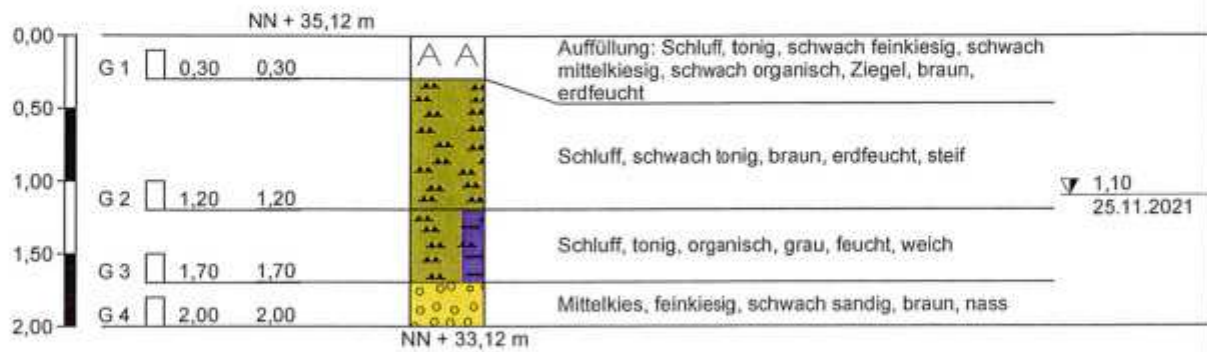 NN + 35,12 m
0,00
G 1 0,30 0,30
A A
Auffüllung: Schluff, tonig, schwach feinkiesig, schwach
mittelkiesig, schwach organisch, Ziegel, braun,
erdfeucht
0,50
Schluff, schwach tonig, braun, erdfeucht, steif
1,00
G 2 1,20 1,20
1,10
25.11.2021
1,50
Schluff, tonig, organisch, grau, feucht, weich
G 3 1,70 1,70
Mittelkies, feinkiesig, schwach sandig, braun, nass
G 4 2,00 2,00
2,00
NN + 33,12 m